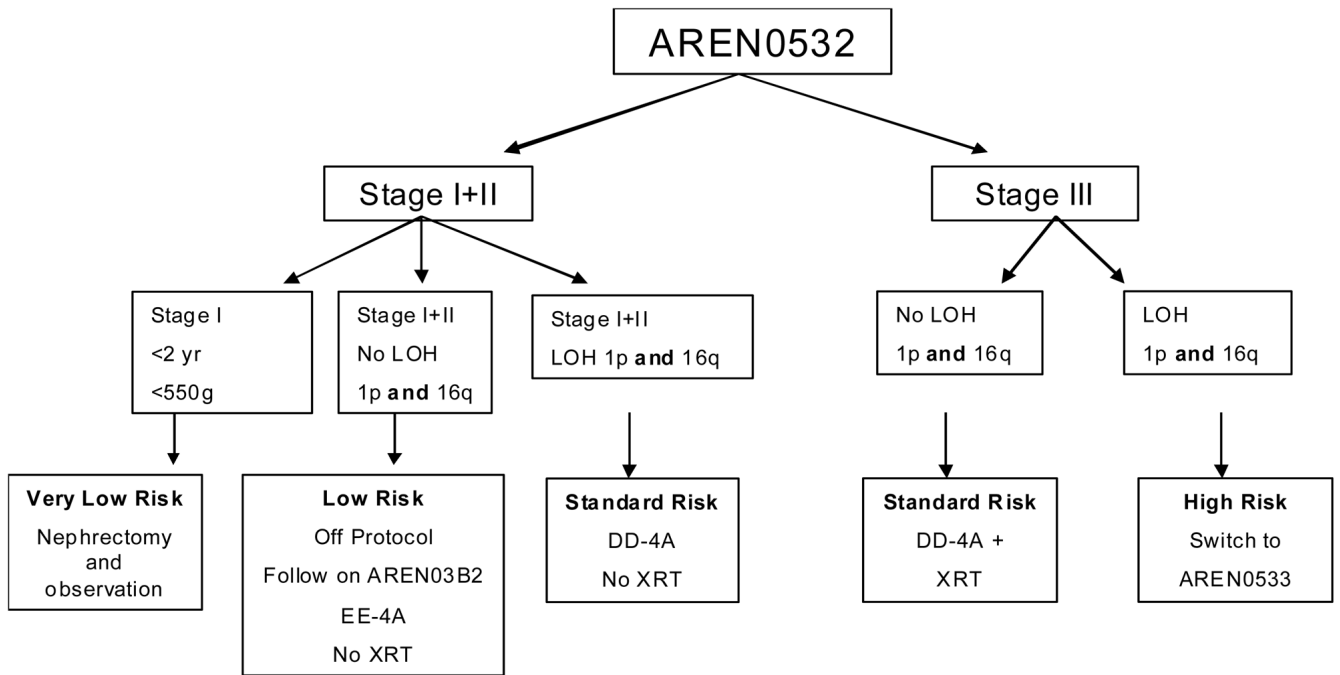 AREN0532
Stage I+II
Stage III
Stage I
<2 yr
<550g
Stage I+II
No LOH
1p and 16q
Stage I+II
LOH 1p and 16q
No LOH
1p and 16q
LOH
1p and 16q
Very Low Risk
Nephrectomy
and
observation
Low Risk
Off Protocol
Follow on AREN03B2
EE-4A
No XRT
Standard Risk
DD-4A
No XRT
Standard Risk
DD-4A +
XRT
High Risk
Switch to
AREN0533